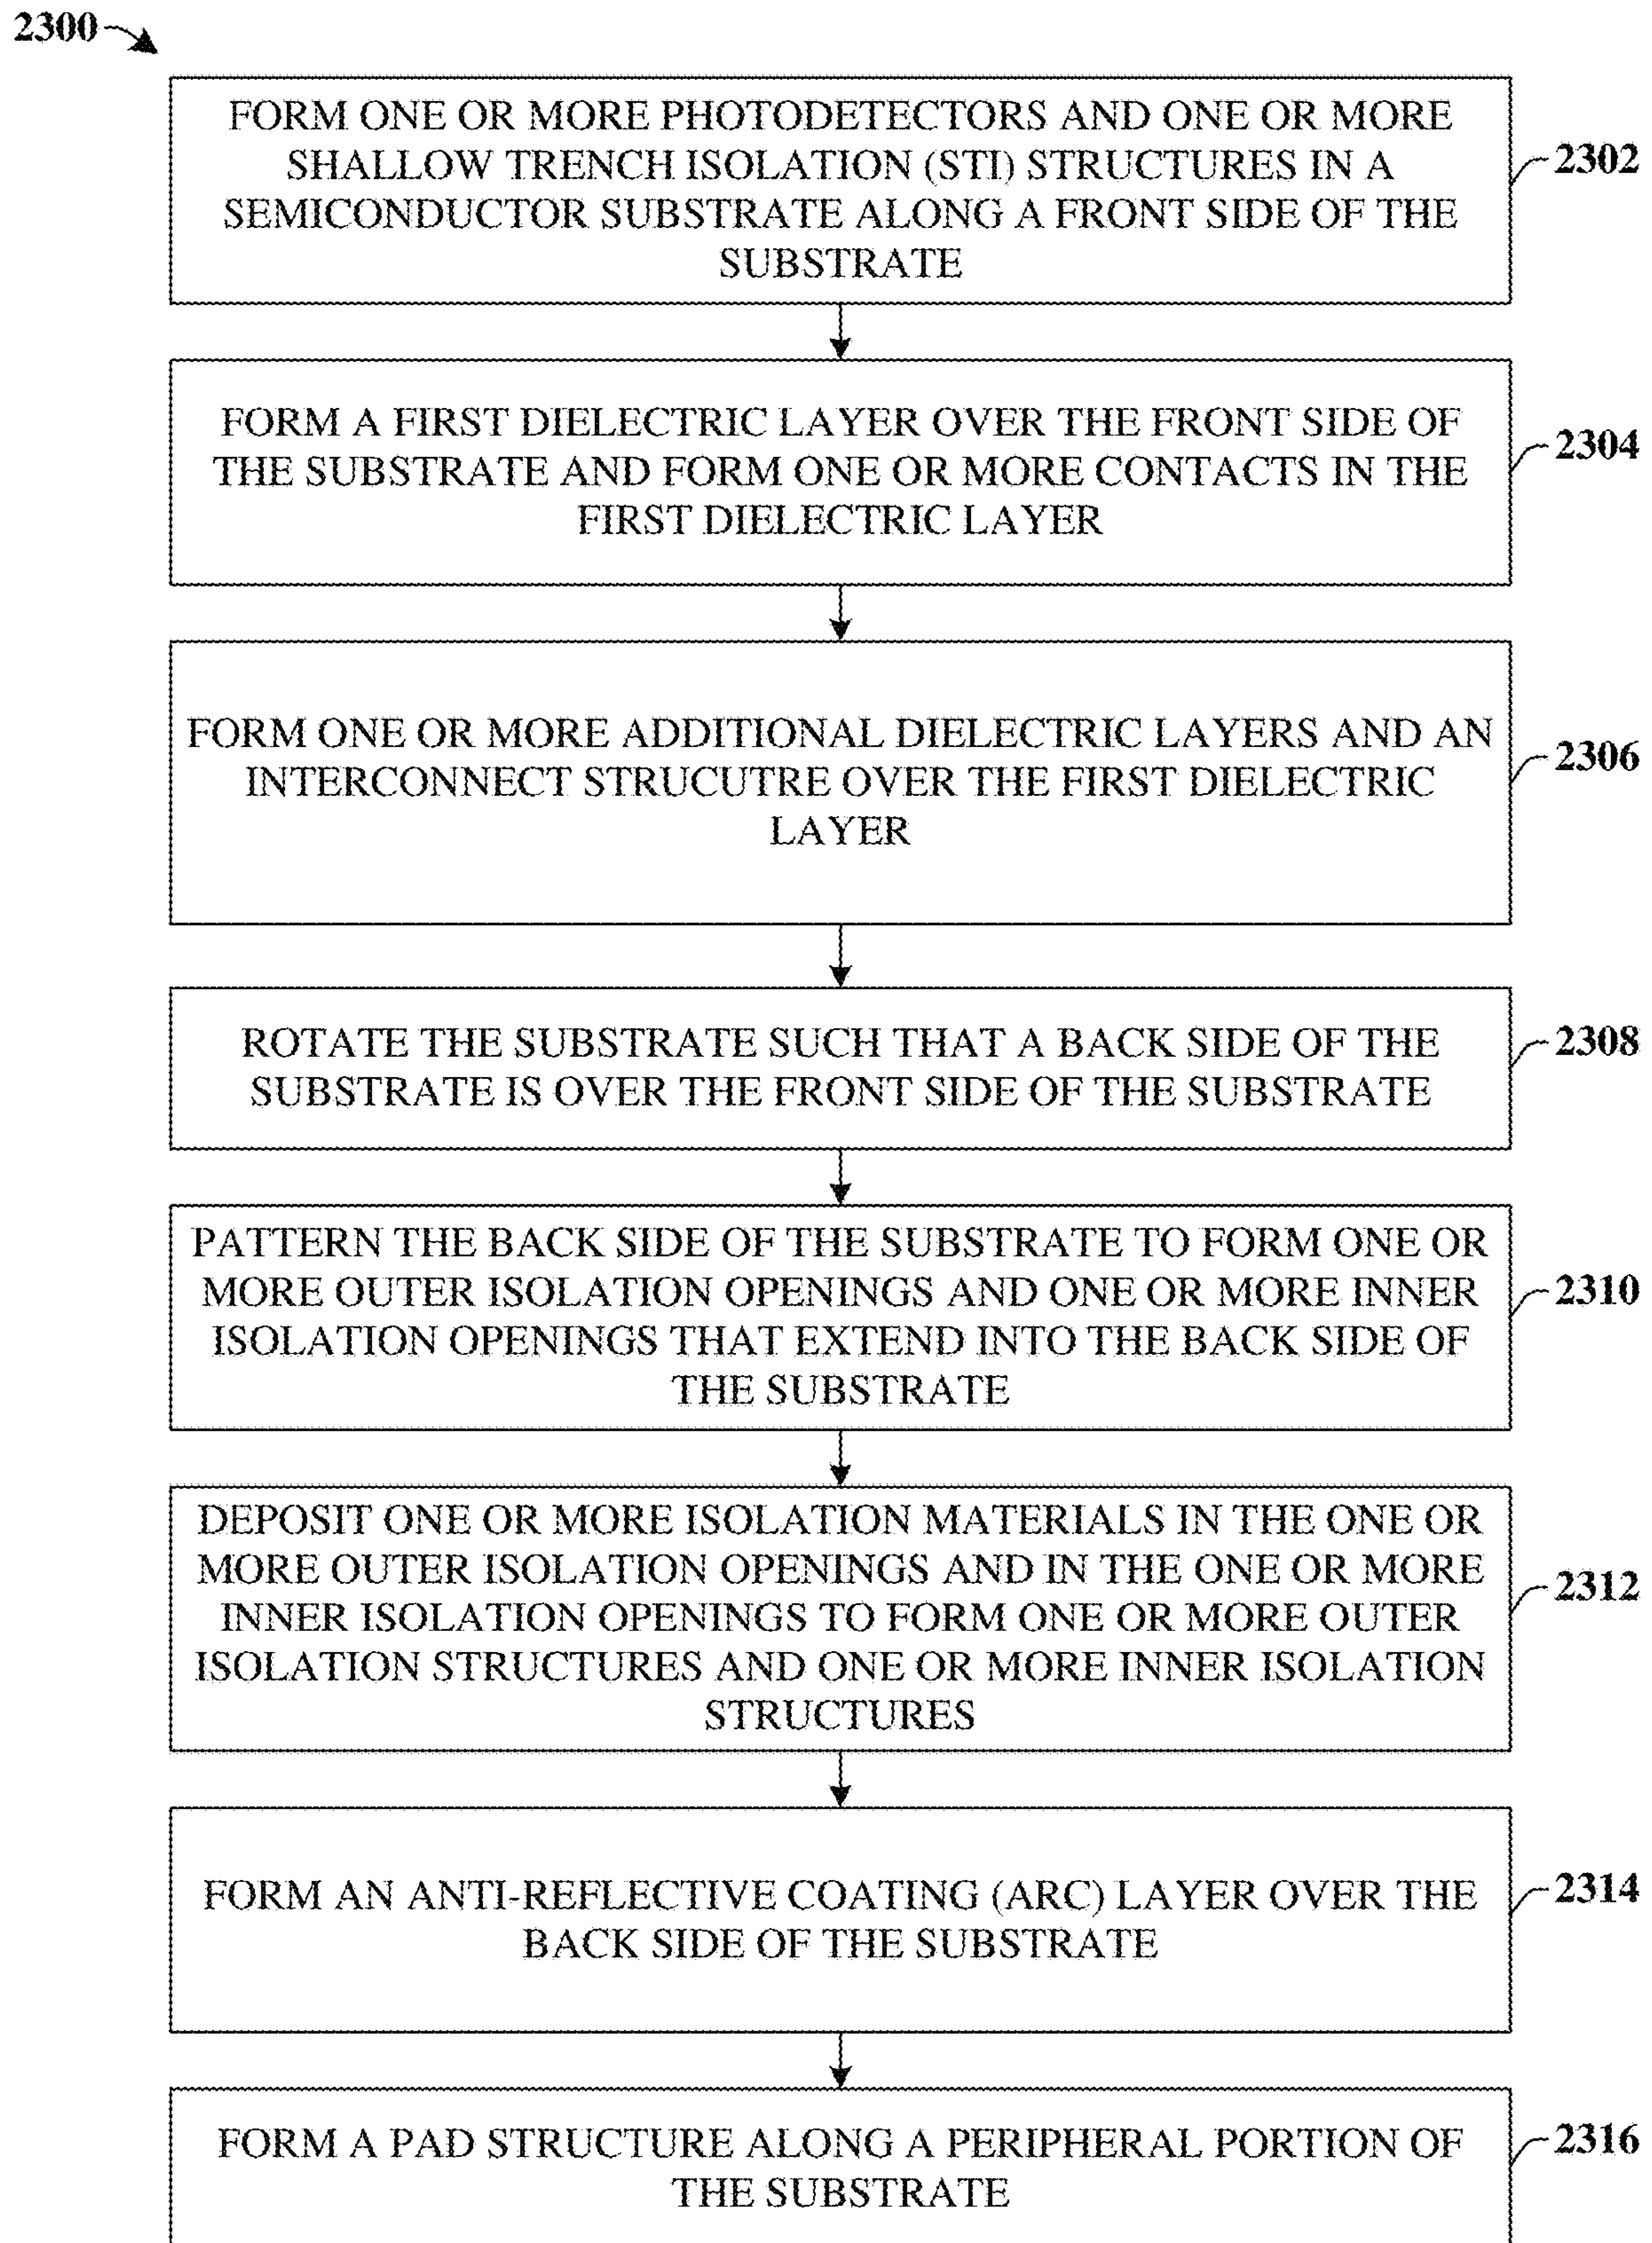 2300
FORM ONE OR MORE PHOTODETECTORS AND ONE OR MORE
SHALLOW TRENCH ISOLATION (STI) STRUCTURES IN A
SEMICONDUCTOR SUBSTRATE ALONG A FRONT SIDE OF THE
SUBSTRATE
2302
FORM A FIRST DIELECTRIC LAYER OVER THE FRONT SIDE OF
THE SUBSTRATE AND FORM ONE OR MORE CONTACTS IN THE
FIRST DIELECTRIC LAYER
2304
FORM ONE OR MORE ADDITIONAL DIELECTRIC LAYERS AND AN
INTERCONNECT STRUCUTRE OVER THE FIRST DIELECTRIC
LAYER
2306
ROTATE THE SUBSTRATE SUCH THAT A BACK SIDE OF THE
SUBSTRATE IS OVER THE FRONT SIDE OF THE SUBSTRATE
2308
PATTERN THE BACK SIDE OF THE SUBSTRATE TO FORM ONE OR
MORE OUTER ISOLATION OPENINGS AND ONE OR MORE INNER
ISOLATION OPENINGS THAT EXTEND INTO THE BACK SIDE OF
THE SUBSTRATE
2310
DEPOSIT ONE OR MORE ISOLATION MATERIALS IN THE ONE OR
MORE OUTER ISOLATION OPENINGS AND IN THE ONE OR MORE
INNER ISOLATION OPENINGS TO FORM ONE OR MORE OUTER
ISOLATION STRUCTURES AND ONE OR MORE INNER ISOLATION
STRUCTURES
2312
FORM AN ANTI-REFLECTIVE COATING (ARC) LAYER OVER THE
BACK SIDE OF THE SUBSTRATE
2314
FORM A PAD STRUCTURE ALONG A PERIPHERAL PORTION OF
THE SUBSTRATE
2316